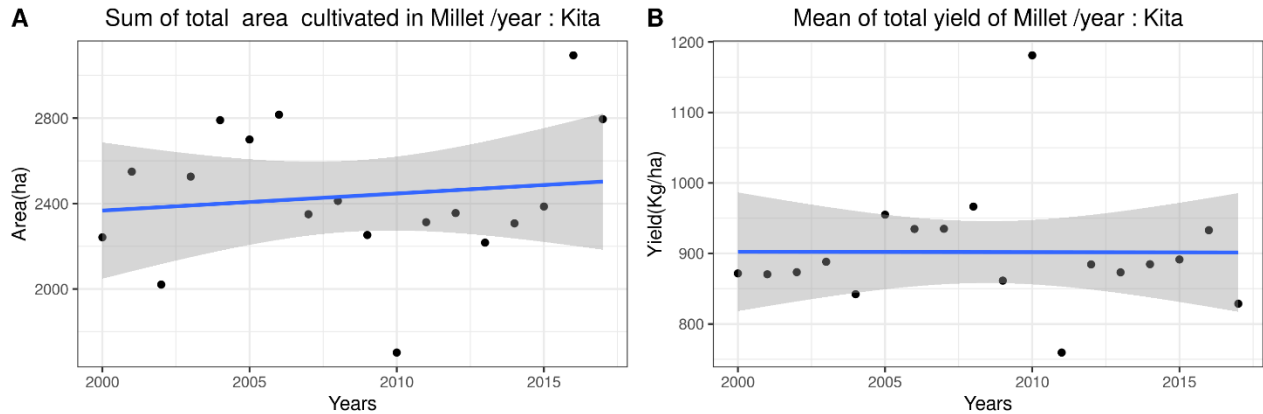 A Sum of total  area  cultivated in Millet /year : Kita
Area(ha)
2800
2400
2000
2000 2005 2010 2015
Years
B Mean of total yield of Millet /year : Kita
Yield(Kg/ha)
1200
1100
1000
900
800
2000 2005 2010 2015
Years